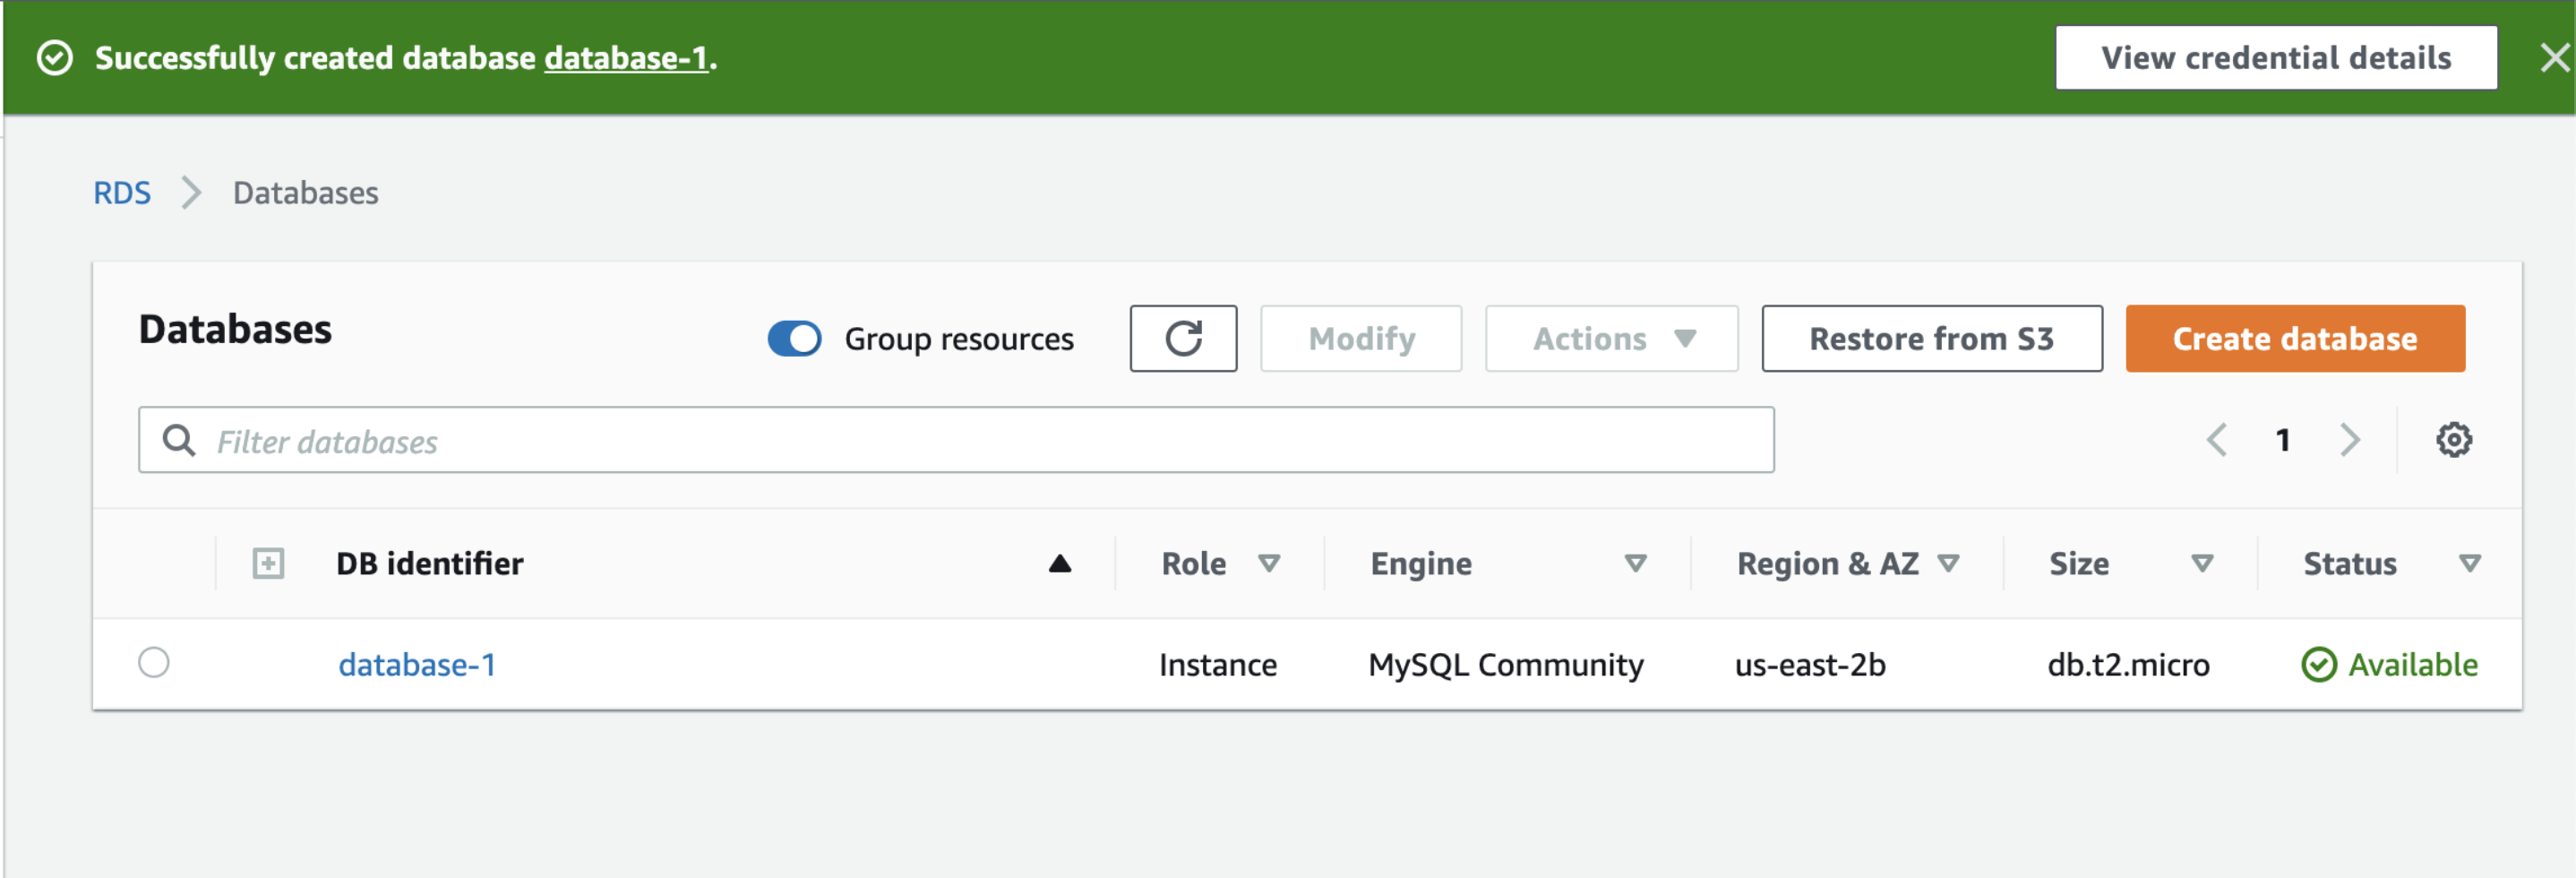 Successfully created database database-1.
View credential details
RDS
Databases
Databases
Group resources
Modify
Actions
Restore from S3
Create database
Filter databases
1
DB identifier
Role
Engine
Region & AZ
Size
Status
database-1
Instance
MySQL Community
us-east-2b
db.t2.micro
Available